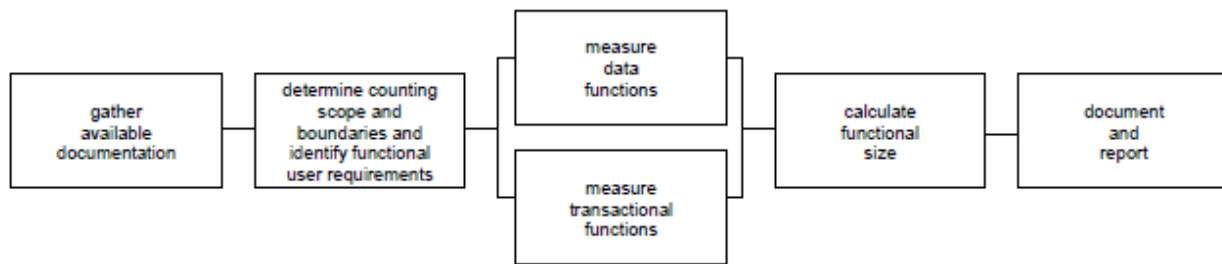 gather
available
documentation
determine counting
scope and
boundaries and
identify functional
user requirements
measure
data
functions
measure
transactional
functions
calculate
functional
size
document
and
report